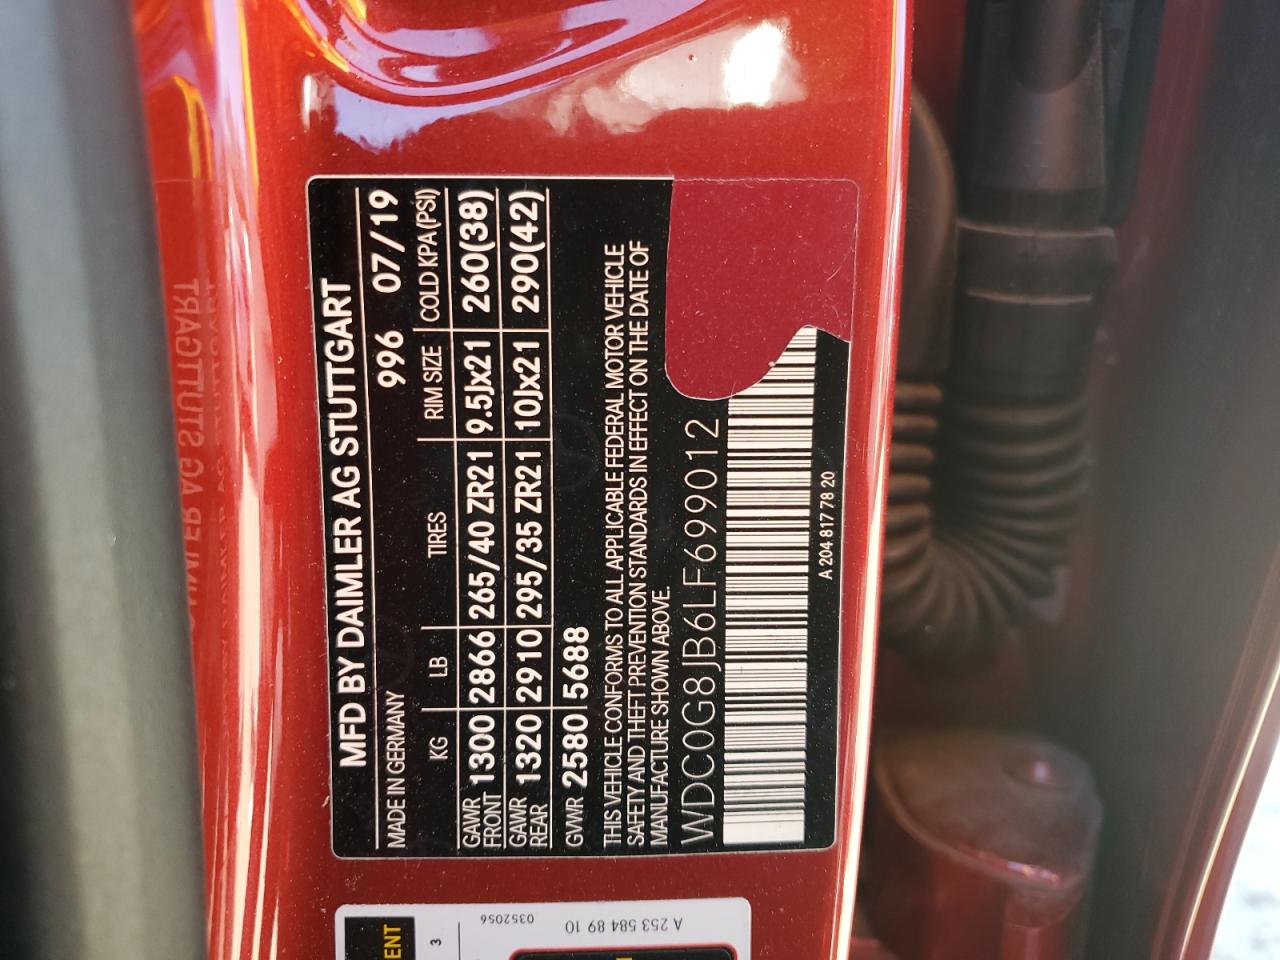 MFD BY DAIMLER AG STUTTGART
MADE IN GERMANY 996 07/19
KG LB TIRES RIM SIZE COLD KPA(PSI)
GAWR FRONT 1300 2866 265/40 ZR21 9.5Jx21 260(38)
GAWR REAR 1320 2910 295/35 ZR21 10Jx21 290(42)
GVWR 2580 5688
THIS VEHICLE CONFORMS TO ALL APPLICABLE FEDERAL MOTOR VEHICLE
SAFETY AND THEFT PREVENTION STANDARDS IN EFFECT ON THE DATE OF
MANUFACTURE SHOWN ABOVE.
WDC0G8JB6LF699012
A 204 817 78 20
A 253 584 89 10
0352056
ENT
3